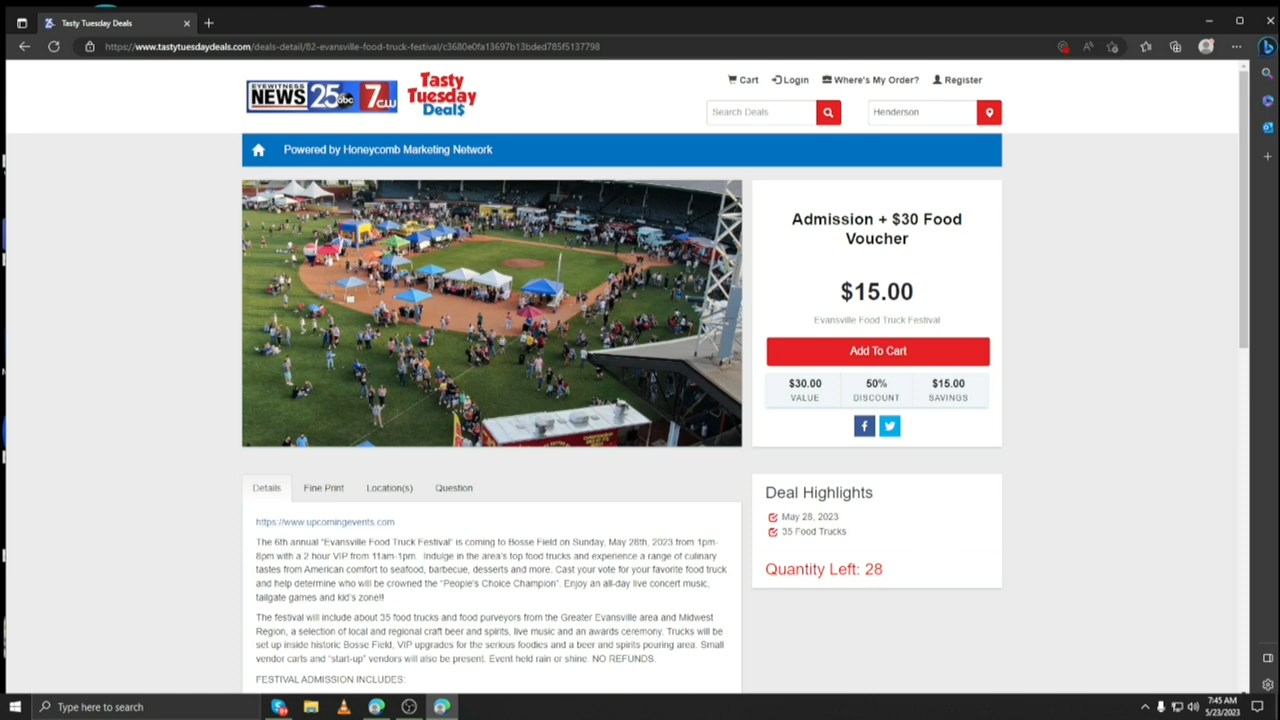 Tasty Tuesday Deals
https://www.tastytuesdaydeals.com/deals-detail/82-evansville-food-truck-festival/c3680e0fa13697b13bded785f5137798
EYEWITNESS
NEWS 25 abc 7 CW
Tasty
Tuesday
Deal$
Cart
Login
Where's My Order?
Register
Search Deals
Henderson
Powered by Honeycomb Marketing Network
Admission + $30 Food
Voucher
$15.00
Evansville Food Truck Festival
Add To Cart
$30.00 50% $15.00
VALUE DISCOUNT SAVINGS
Details Fine Print Location(s) Question
https://www.upcomingevents.com
The 6th annual "Evansville Food Truck Festival" is coming to Bosse Field on Sunday, May 28th, 2023 from 1pm-
8pm with a 2 hour VIP from 11am-1pm. Indulge in the area's top food trucks and experience a range of culinary
tastes from American comfort to seafood, barbecue, desserts and more. Cast your vote for your favorite food truck
and help determine who will be crowned the "People's Choice Champion". Enjoy an all-day live concert music,
tailgate games and kid's zone!!
The festival will include about 35 food trucks and food purveyors from the Greater Evansville area and Midwest
Region, a selection of local and regional craft beer and spirits, live music and an awards ceremony. Trucks will be
set up inside historic Bosse Field, VIP upgrades for the serious foodies and a beer and spirits pouring area. Small
vendor carts and "start-up" vendors will also be present. Event held rain or shine. NO REFUNDS.
FESTIVAL ADMISSION INCLUDES:
Deal Highlights
May 28, 2023
35 Food Trucks
Quantity Left: 28
Type here to search
7:45 AM
5/23/2023